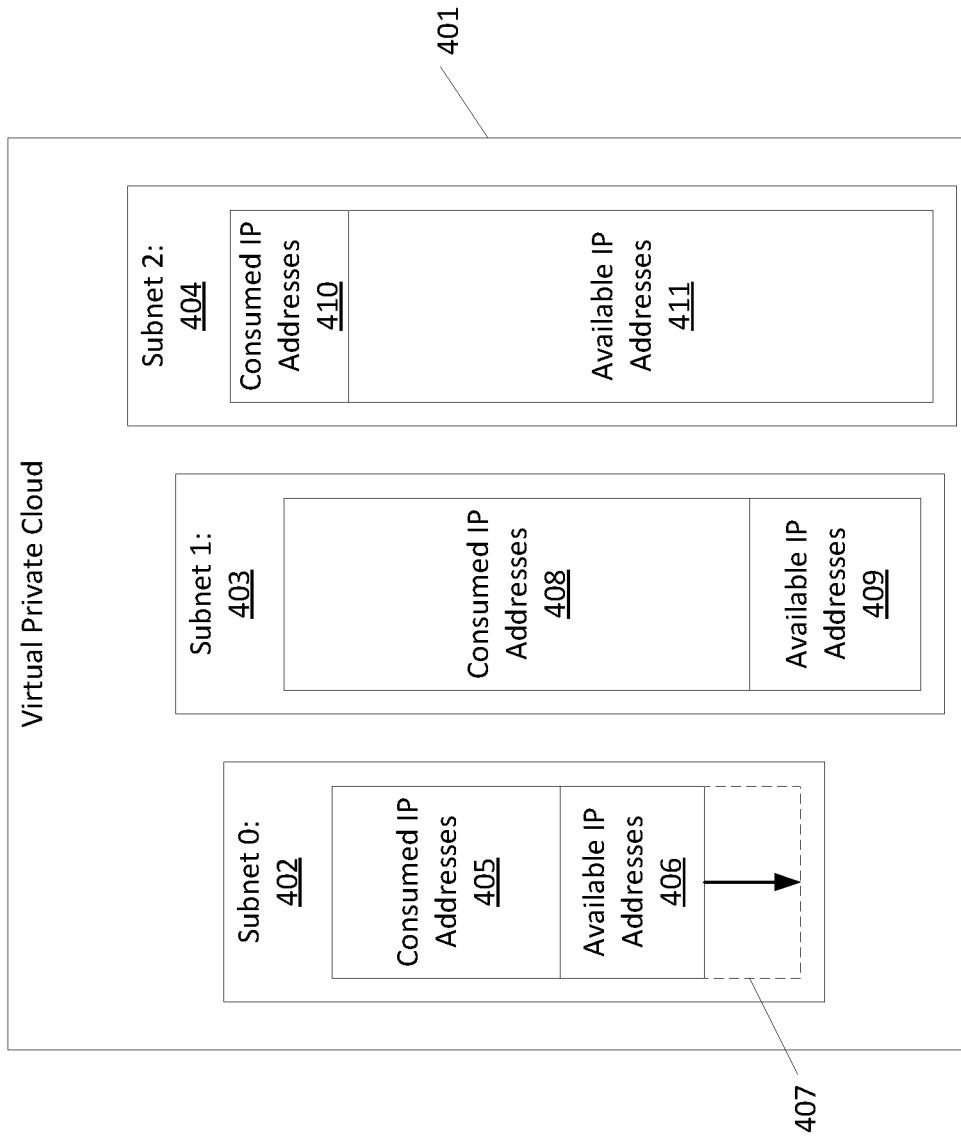 Virtual Private Cloud
401
Subnet 0:
402
Consumed IP
Addresses
405
Available IP
Addresses
406
407
Subnet 1:
403
Consumed IP
Addresses
408
Available IP
Addresses
409
Subnet 2:
404
Consumed IP
Addresses
410
Available IP
Addresses
411